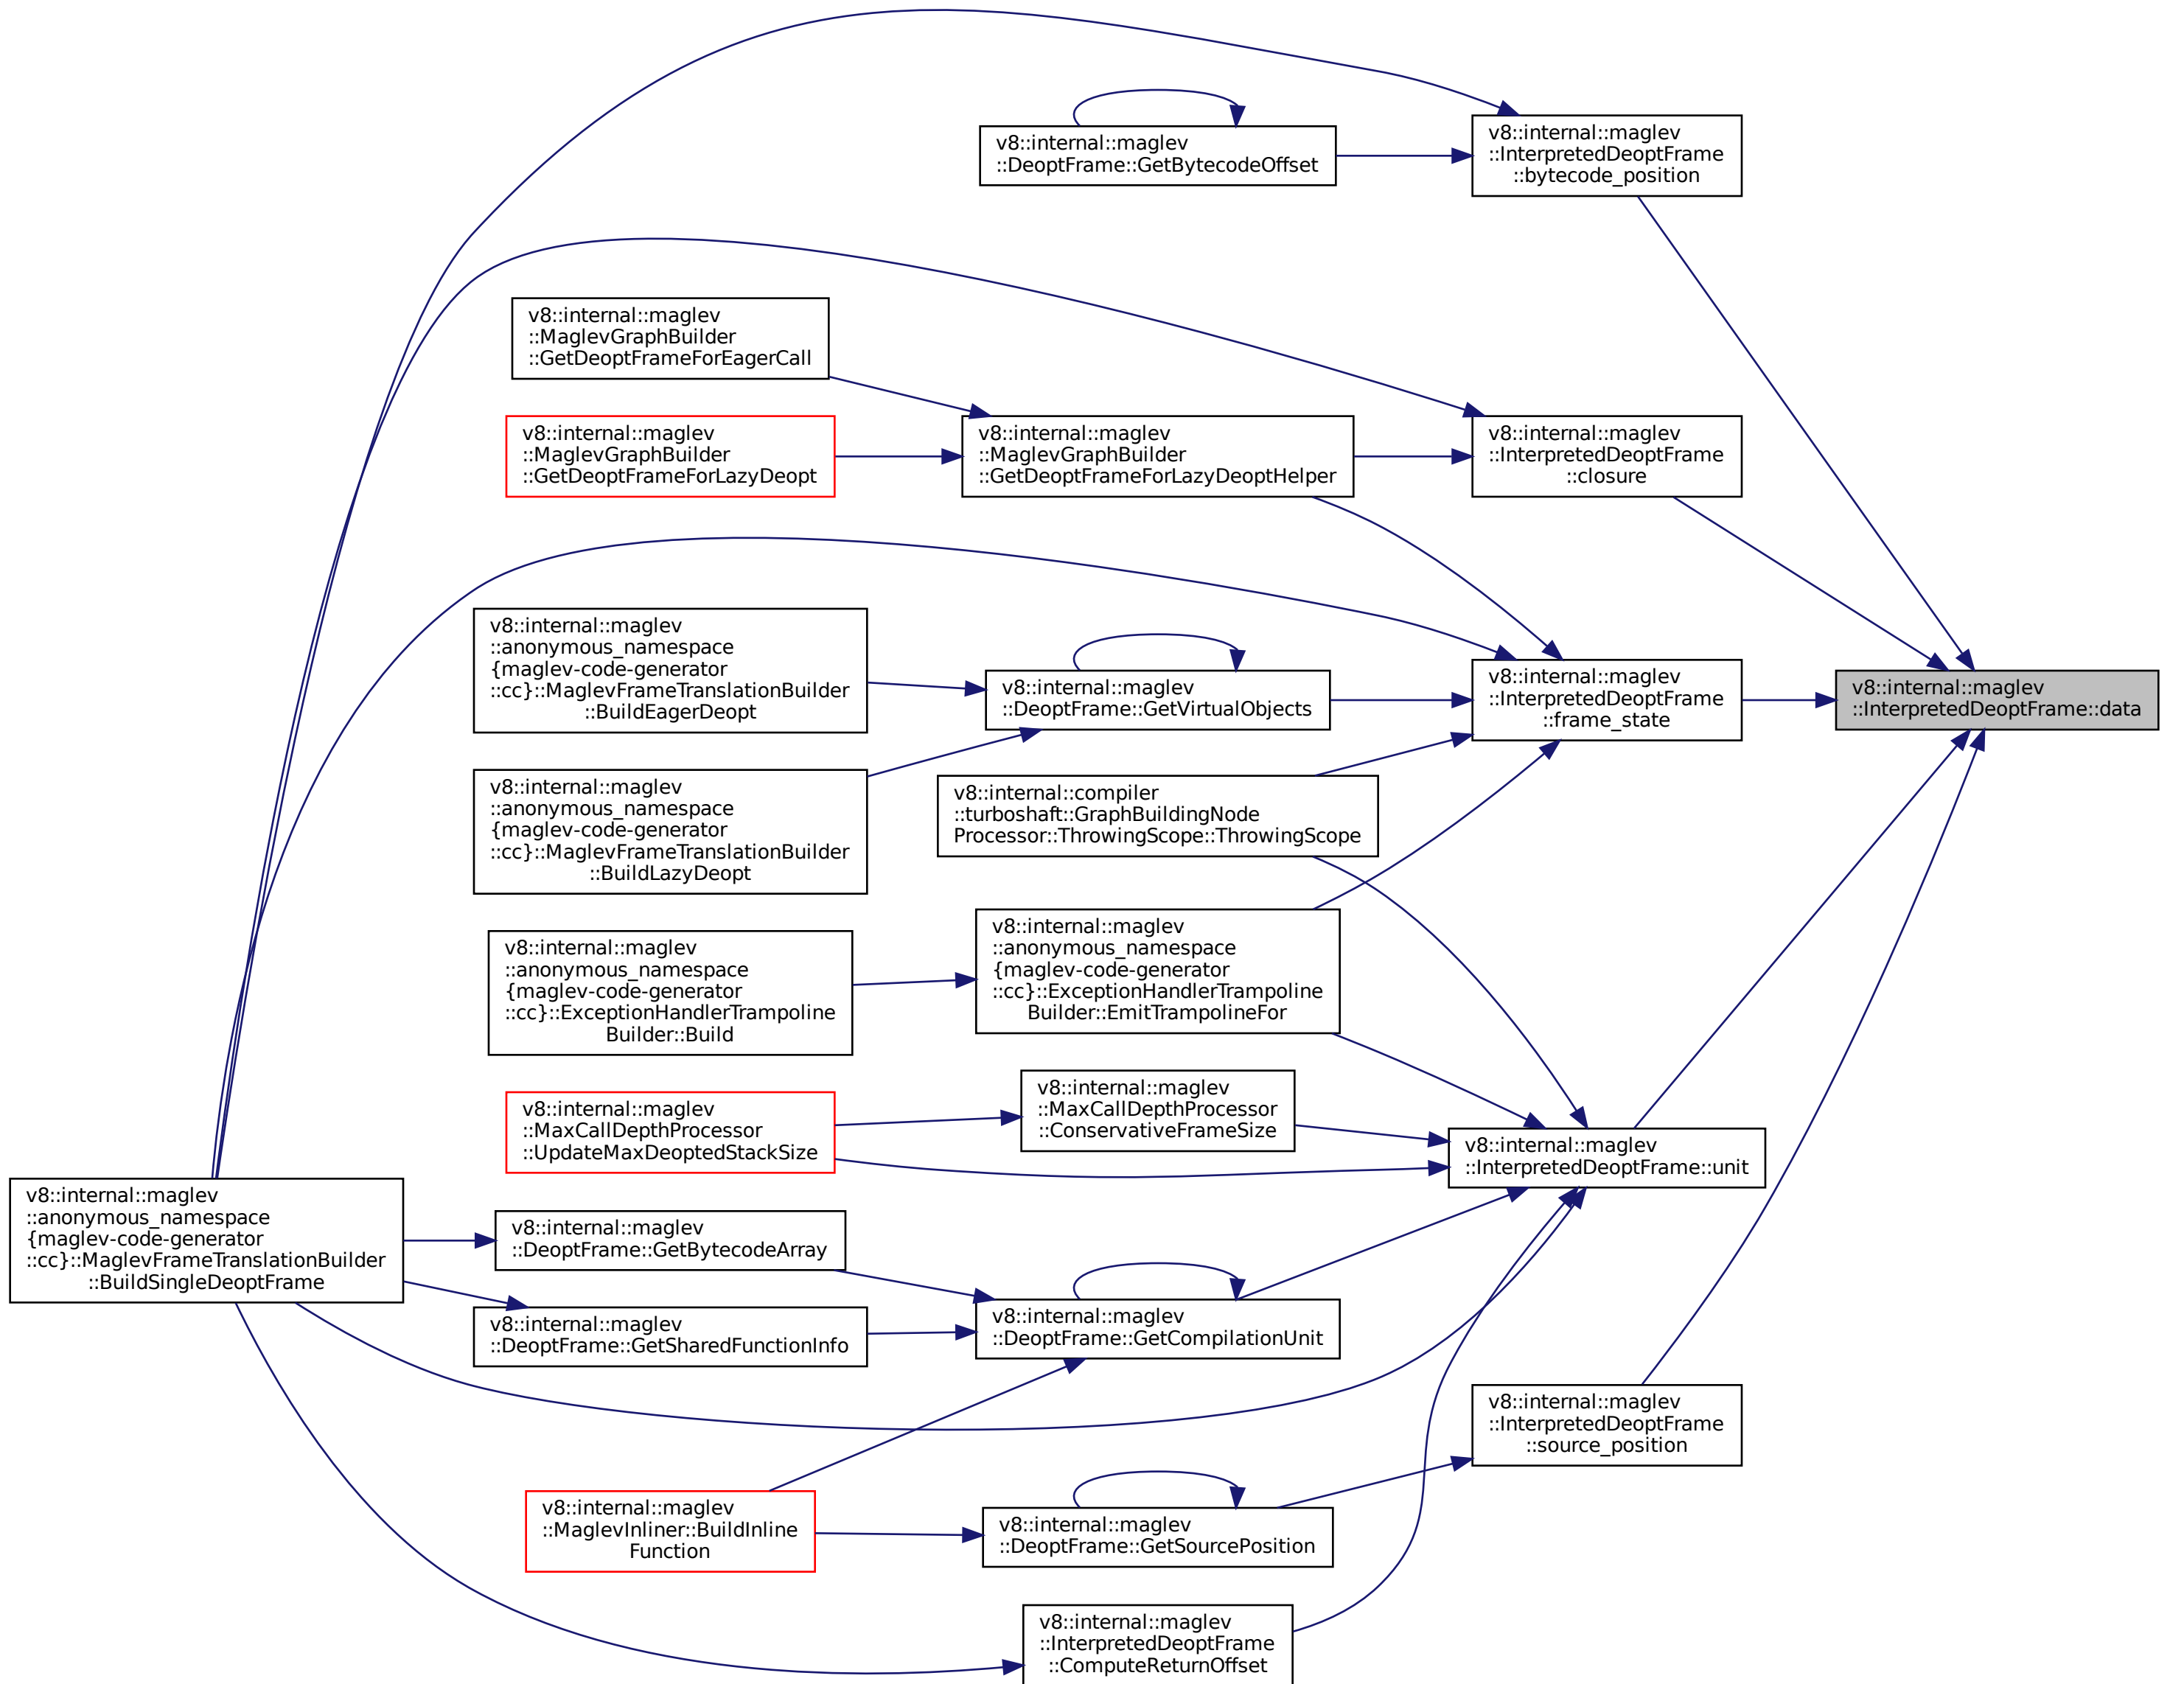 v8::internal::maglev
::InterpretedDeoptFrame
::bytecode_position
v8::internal::maglev
::DeoptFrame::GetBytecodeOffset
v8::internal::maglev
::MaglevGraphBuilder
::GetDeoptFrameForEagerCall
v8::internal::maglev
::MaglevGraphBuilder
::GetDeoptFrameForLazyDeopt
v8::internal::maglev
::MaglevGraphBuilder
::GetDeoptFrameForLazyDeoptHelper
v8::internal::maglev
::InterpretedDeoptFrame
::closure
v8::internal::maglev
::anonymous_namespace
{maglev-code-generator
::cc}::MaglevFrameTranslationBuilder
::BuildEagerDeopt
v8::internal::maglev
::DeoptFrame::GetVirtualObjects
v8::internal::maglev
::InterpretedDeoptFrame
::frame_state
v8::internal::maglev
::InterpretedDeoptFrame::data
v8::internal::maglev
::anonymous_namespace
{maglev-code-generator
::cc}::MaglevFrameTranslationBuilder
::BuildLazyDeopt
v8::internal::compiler
::turboshaft::GraphBuildingNode
Processor::ThrowingScope::ThrowingScope
v8::internal::maglev
::anonymous_namespace
{maglev-code-generator
::cc}::ExceptionHandlerTrampoline
Builder::Build
v8::internal::maglev
::anonymous_namespace
{maglev-code-generator
::cc}::ExceptionHandlerTrampoline
Builder::EmitTrampolineFor
v8::internal::maglev
::MaxCallDepthProcessor
::UpdateMaxDeoptedStackSize
v8::internal::maglev
::MaxCallDepthProcessor
::ConservativeFrameSize
v8::internal::maglev
::InterpretedDeoptFrame::unit
v8::internal::maglev
::anonymous_namespace
{maglev-code-generator
::cc}::MaglevFrameTranslationBuilder
::BuildSingleDeoptFrame
v8::internal::maglev
::DeoptFrame::GetBytecodeArray
v8::internal::maglev
::DeoptFrame::GetSharedFunctionInfo
v8::internal::maglev
::DeoptFrame::GetCompilationUnit
v8::internal::maglev
::InterpretedDeoptFrame
::source_position
v8::internal::maglev
::MaglevInliner::BuildInline
Function
v8::internal::maglev
::DeoptFrame::GetSourcePosition
v8::internal::maglev
::InterpretedDeoptFrame
::ComputeReturnOffset